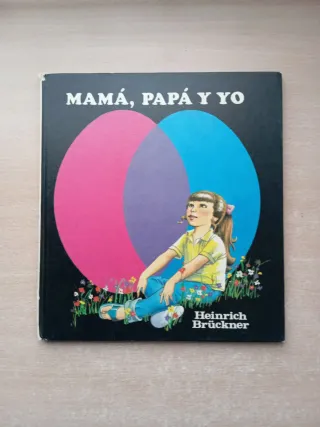 MAMÁ, PAPÁ Y YO
Heinrich
Brückner